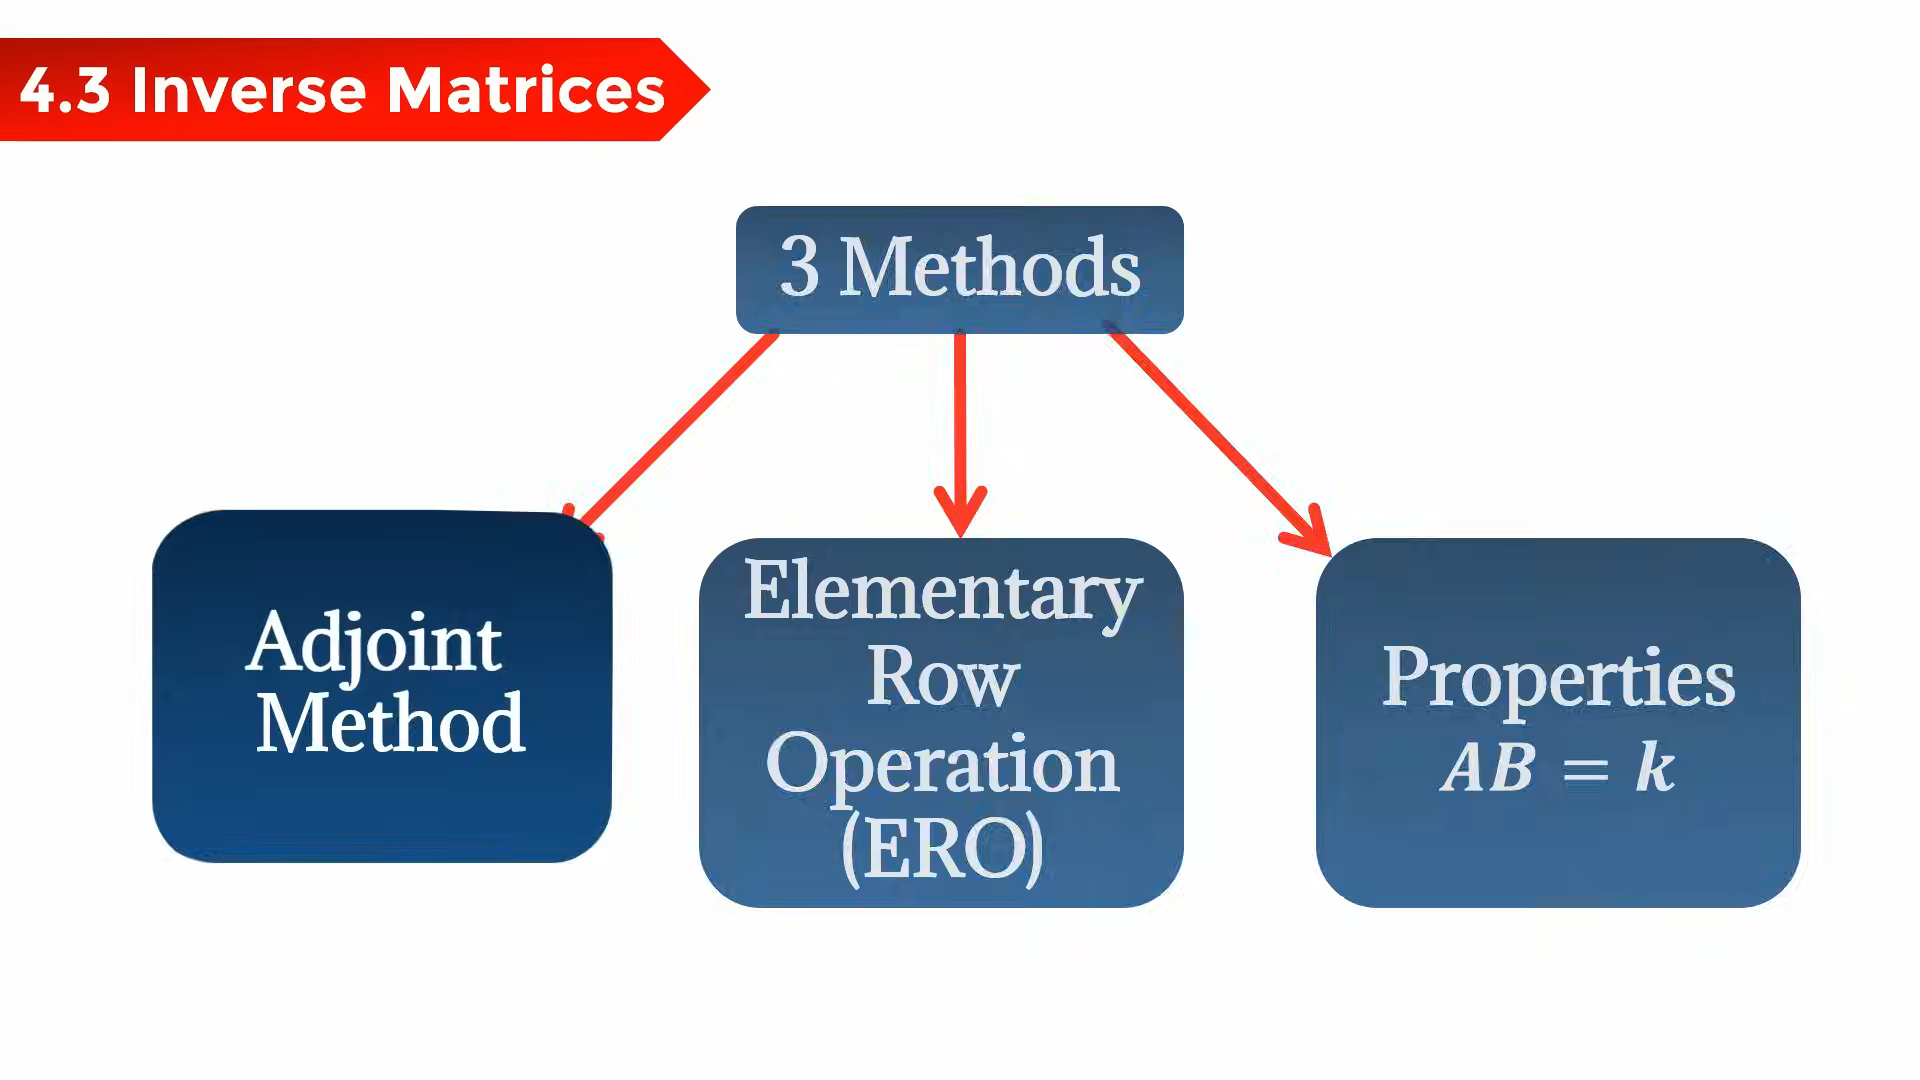 4.3 Inverse Matrices
3 Methods
Adjoint
Method
Elementary
Row
Operation
(ERO)
Properties
AB = k